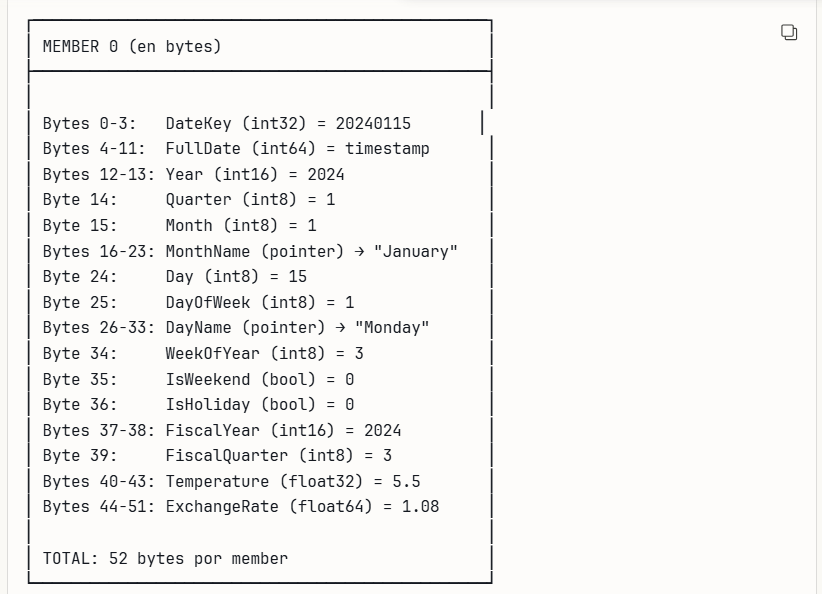 MEMBER 0 (en bytes)
Bytes 0-3: DateKey (int32) = 20240115
Bytes 4-11: FullDate (int64) = timestamp
Bytes 12-13: Year (int16) = 2024
Byte 14: Quarter (int8) = 1
Byte 15: Month (int8) = 1
Bytes 16-23: MonthName (pointer) → "January"
Byte 24: Day (int8) = 15
Byte 25: DayOfWeek (int8) = 1
Bytes 26-33: DayName (pointer) → "Monday"
Byte 34: WeekOfYear (int8) = 3
Byte 35: IsWeekend (bool) = 0
Byte 36: IsHoliday (bool) = 0
Bytes 37-38: FiscalYear (int16) = 2024
Byte 39: FiscalQuarter (int8) = 3
Bytes 40-43: Temperature (float32) = 5.5
Bytes 44-51: ExchangeRate (float64) = 1.08
TOTAL: 52 bytes por member